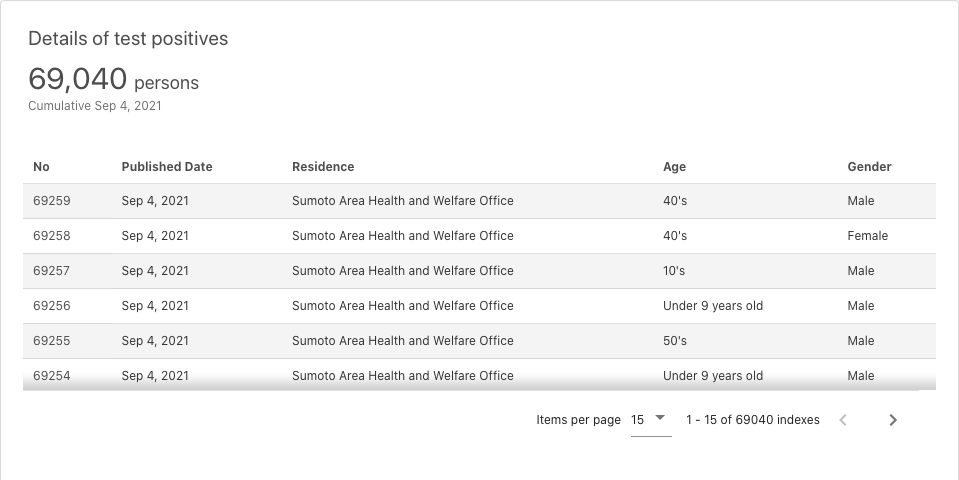 Details of test positives
69,040 persons
Cumulative Sep 4, 2021
No Published Date Residence Age Gender
69259 Sep 4, 2021 Sumoto Area Health and Welfare Office 40's Male
69258 Sep 4, 2021 Sumoto Area Health and Welfare Office 40's Female
69257 Sep 4, 2021 Sumoto Area Health and Welfare Office 10's Male
69256 Sep 4, 2021 Sumoto Area Health and Welfare Office Under 9 years old Male
69255 Sep 4, 2021 Sumoto Area Health and Welfare Office 50's Male
69254 Sep 4, 2021 Sumoto Area Health and Welfare Office Under 9 years old Male
Items per page 15 1 - 15 of 69040 indexes